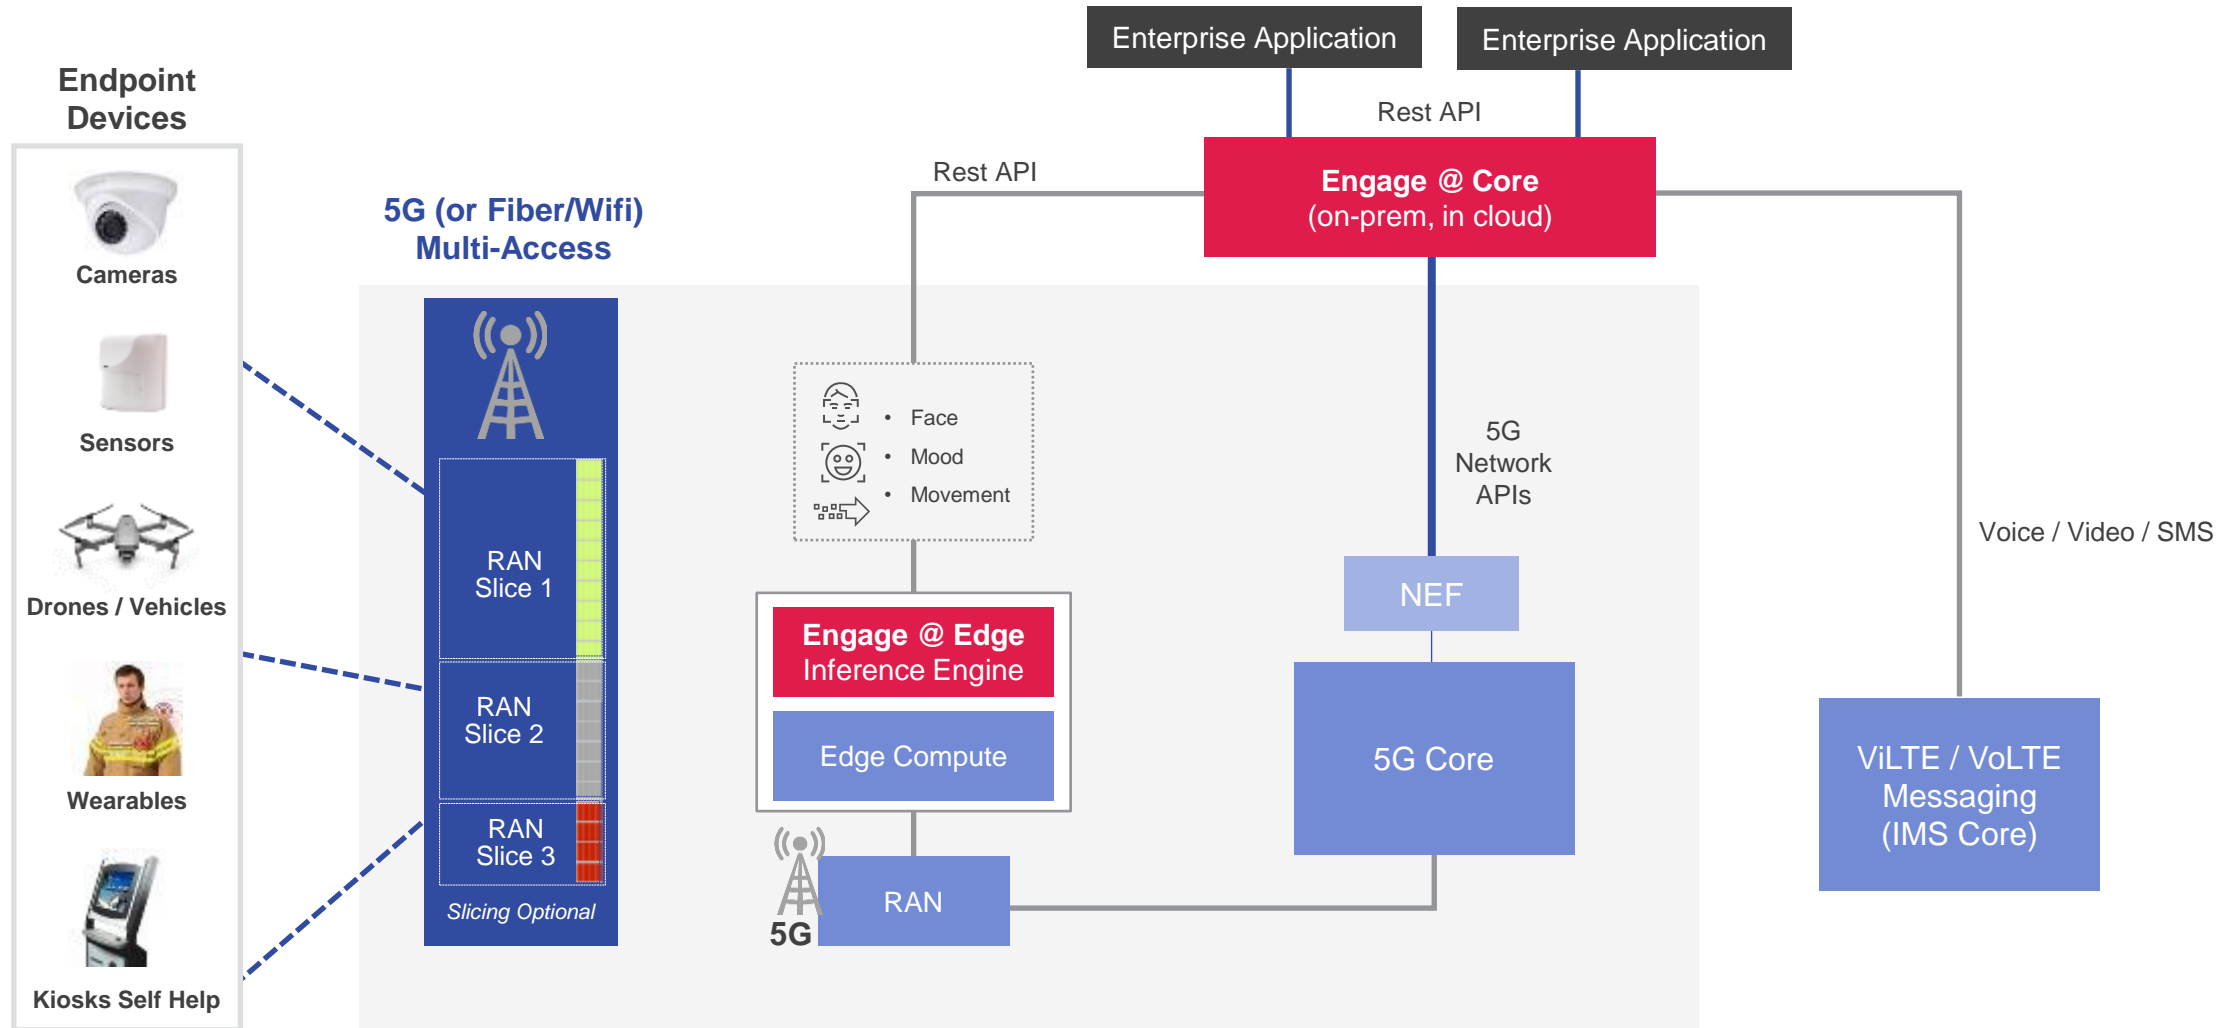 Enterprise Application
Enterprise Application
Endpoint
Devices
Rest API
Rest API
Engage @ Core
(on-prem, in cloud)
5G (or Fiber/Wifi)
Multi-Access
Cameras
Sensors
Drones / Vehicles
Wearables
Kiosks Self Help
RAN
Slice 1
RAN
Slice 2
RAN
Slice 3
Slicing Optional
• Face
• Mood
• Movement
Engage @ Edge
Inference Engine
Edge Compute
5G
RAN
5G
Network
APIs
NEF
5G Core
Voice / Video / SMS
ViLTE / VoLTE
Messaging
(IMS Core)